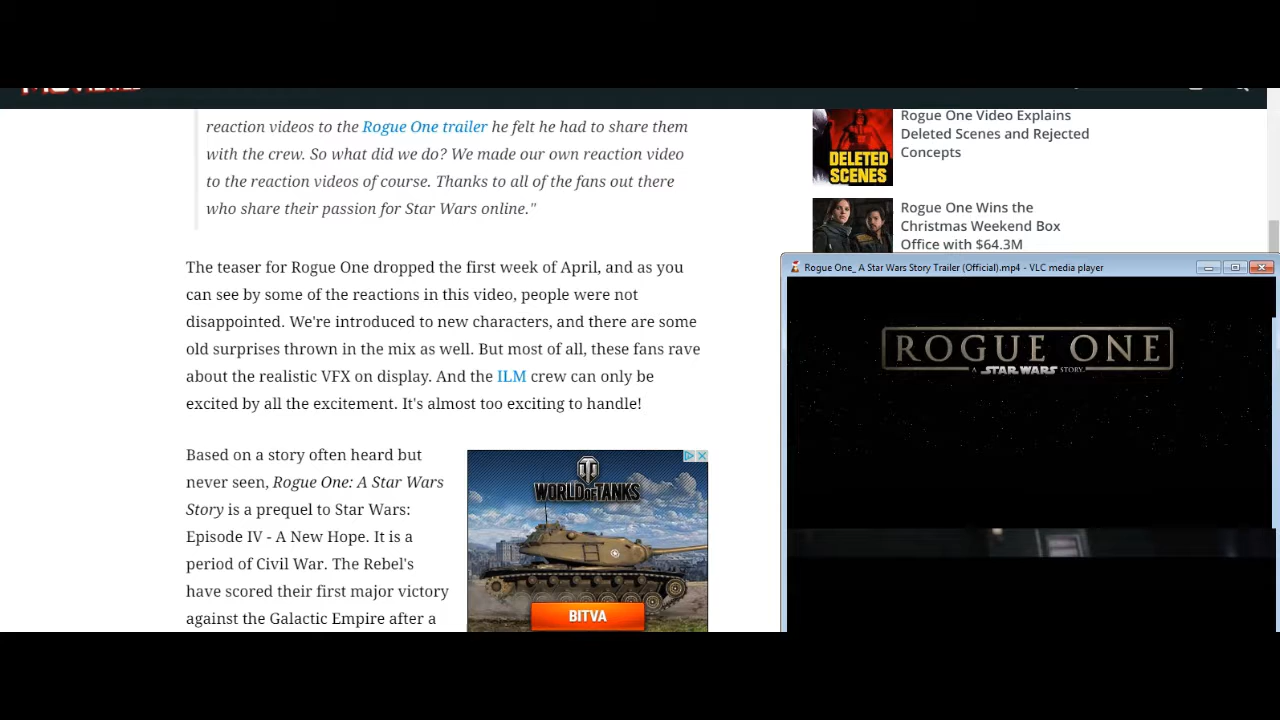 reaction videos to the Rogue One trailer he felt he had to share them
with the crew. So what did we do? We made our own reaction video
to the reaction videos of course. Thanks to all of the fans out there
who share their passion for Star Wars online."
The teaser for Rogue One dropped the first week of April, and as you
can see by some of the reactions in this video, people were not
disappointed. We're introduced to new characters, and there are some
old surprises thrown in the mix as well. But most of all, these fans rave
about the realistic VFX on display. And the ILM crew can only be
excited by all the excitement. It's almost too exciting to handle!
Based on a story often heard but
never seen, Rogue One: A Star Wars
Story is a prequel to Star Wars:
Episode IV - A New Hope. It is a
period of Civil War. The Rebel's
have scored their first major victory
against the Galactic Empire after a
WORLD OF TANKS
BITVA
DELETED
SCENES
Rogue One Video Explains
Deleted Scenes and Rejected
Concepts
Rogue One Wins the
Christmas Weekend Box
Office with $64.3M
Rogue One_ A Star Wars Story Trailer (Official).mp4 - VLC media player
ROGUE ONE
A STAR WARS STORY